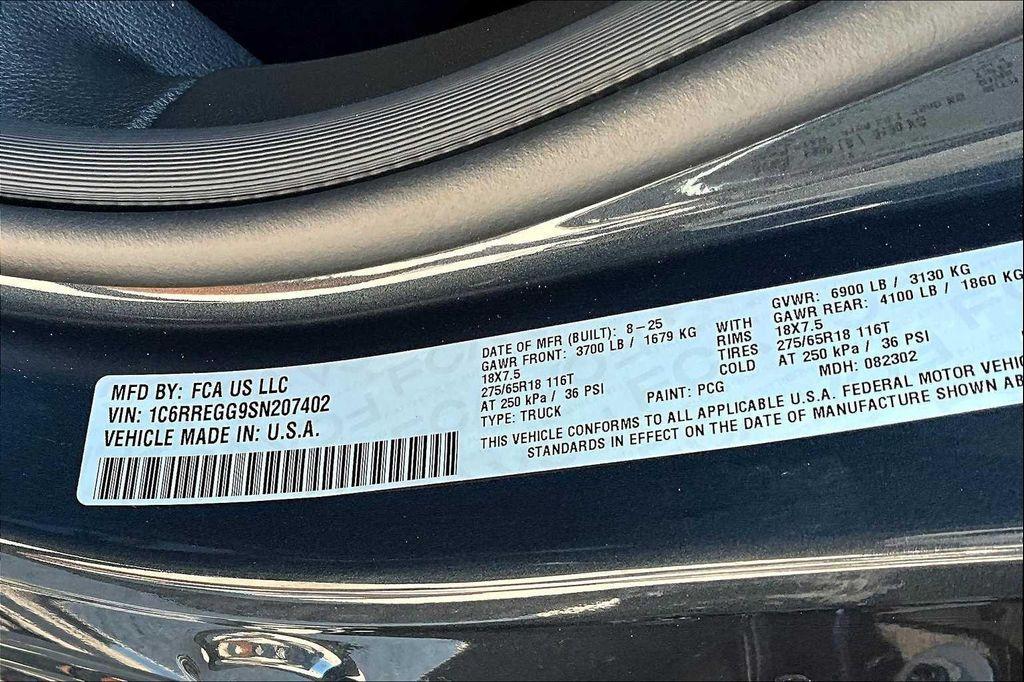 MFD BY: FCA US LLC
VIN: 1C6RREGG9SN207402
VEHICLE MADE IN: U.S.A.
DATE OF MFR (BUILT): 8-25
GAWR FRONT: 3700 LB / 1679 KG
18X7.5
275/65R18 116T
AT 250 kPa / 36 PSI
TYPE: TRUCK
PAINT: PCG
WITH
RIMS
TIRES
COLD
GVWR: 6900 LB / 3130 KG
GAWR REAR: 4100 LB / 1860 KG
18X7.5
275/65R18 116T
AT 250 kPa / 36 PSI
MDH: 082302
THIS VEHICLE CONFORMS TO ALL APPLICABLE U.S.A. FEDERAL MOTOR VEHIC
STANDARDS IN EFFECT ON THE DATE OF MANUFACTURE SHOWN AB